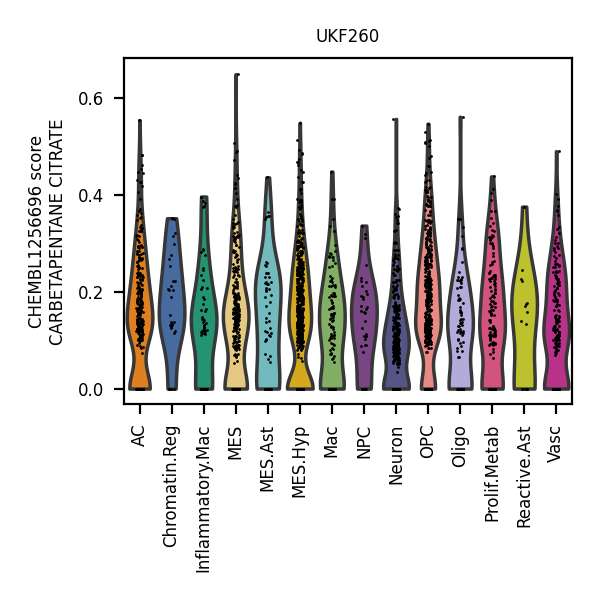 UKF260
CHEMBL1256696 score
CARBETAPENTANE CITRATE
0.6
0.4
0.2
0.0
AC
Chromatin.Reg
Inflammatory.Mac
MES
MES.Ast
MES.Hyp
Mac
NPC
Neuron
OPC
Oligo
Prolif.Metab
Reactive.Ast
Vasc